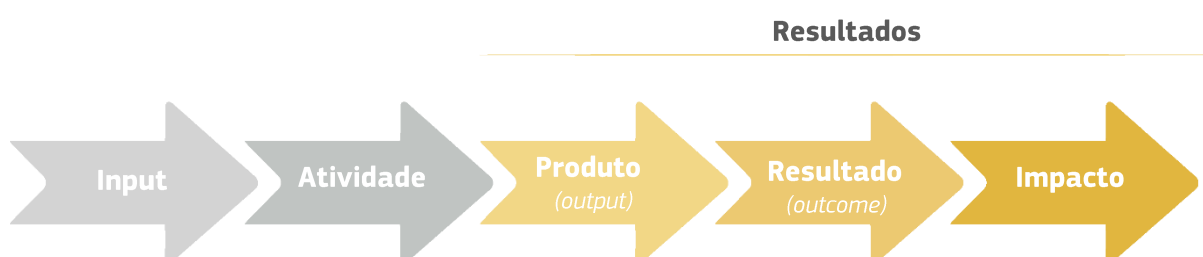 Resultados
Input
Atividade
Produto
(output)
Resultado
(outcome)
Impacto